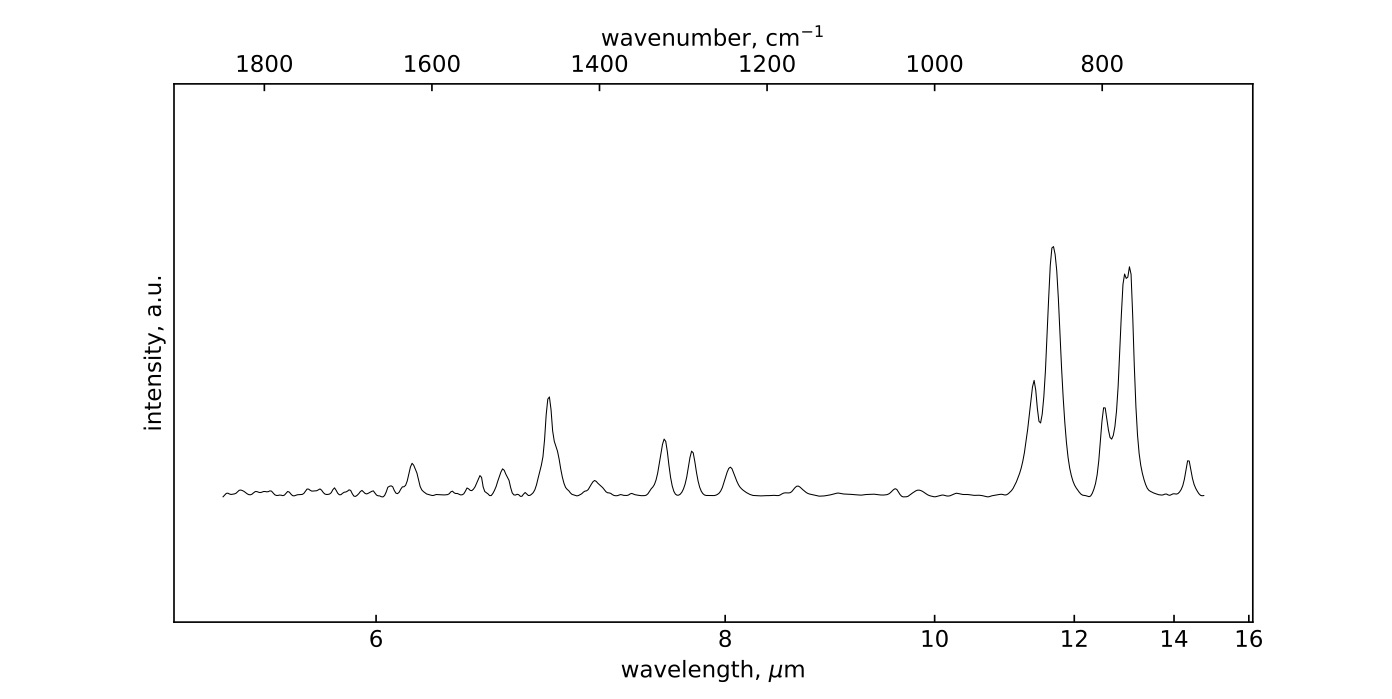 wavenumber, cm⁻¹
1800 1600 1400 1200 1000 800
intensity, a.u.
6 8 10 12 14 16
wavelength, μm